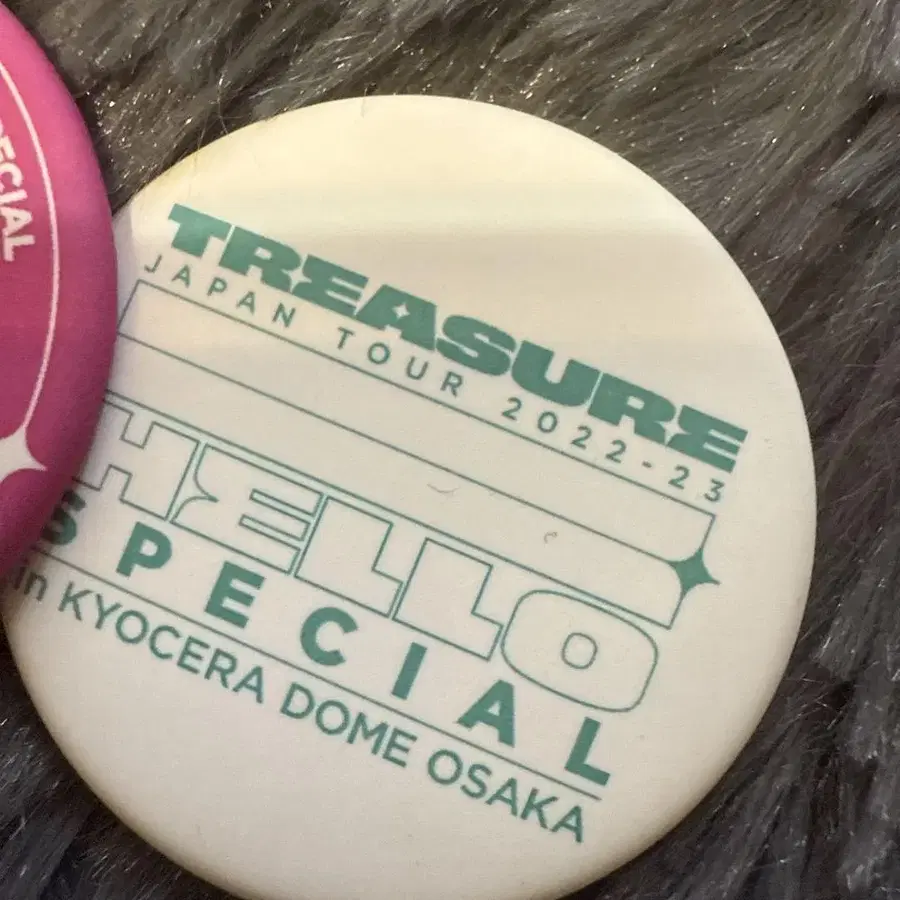 TREASURE
JAPAN TOUR 2022-23
HELLO
SPECIAL
in KYOCERA DOME OSAKA